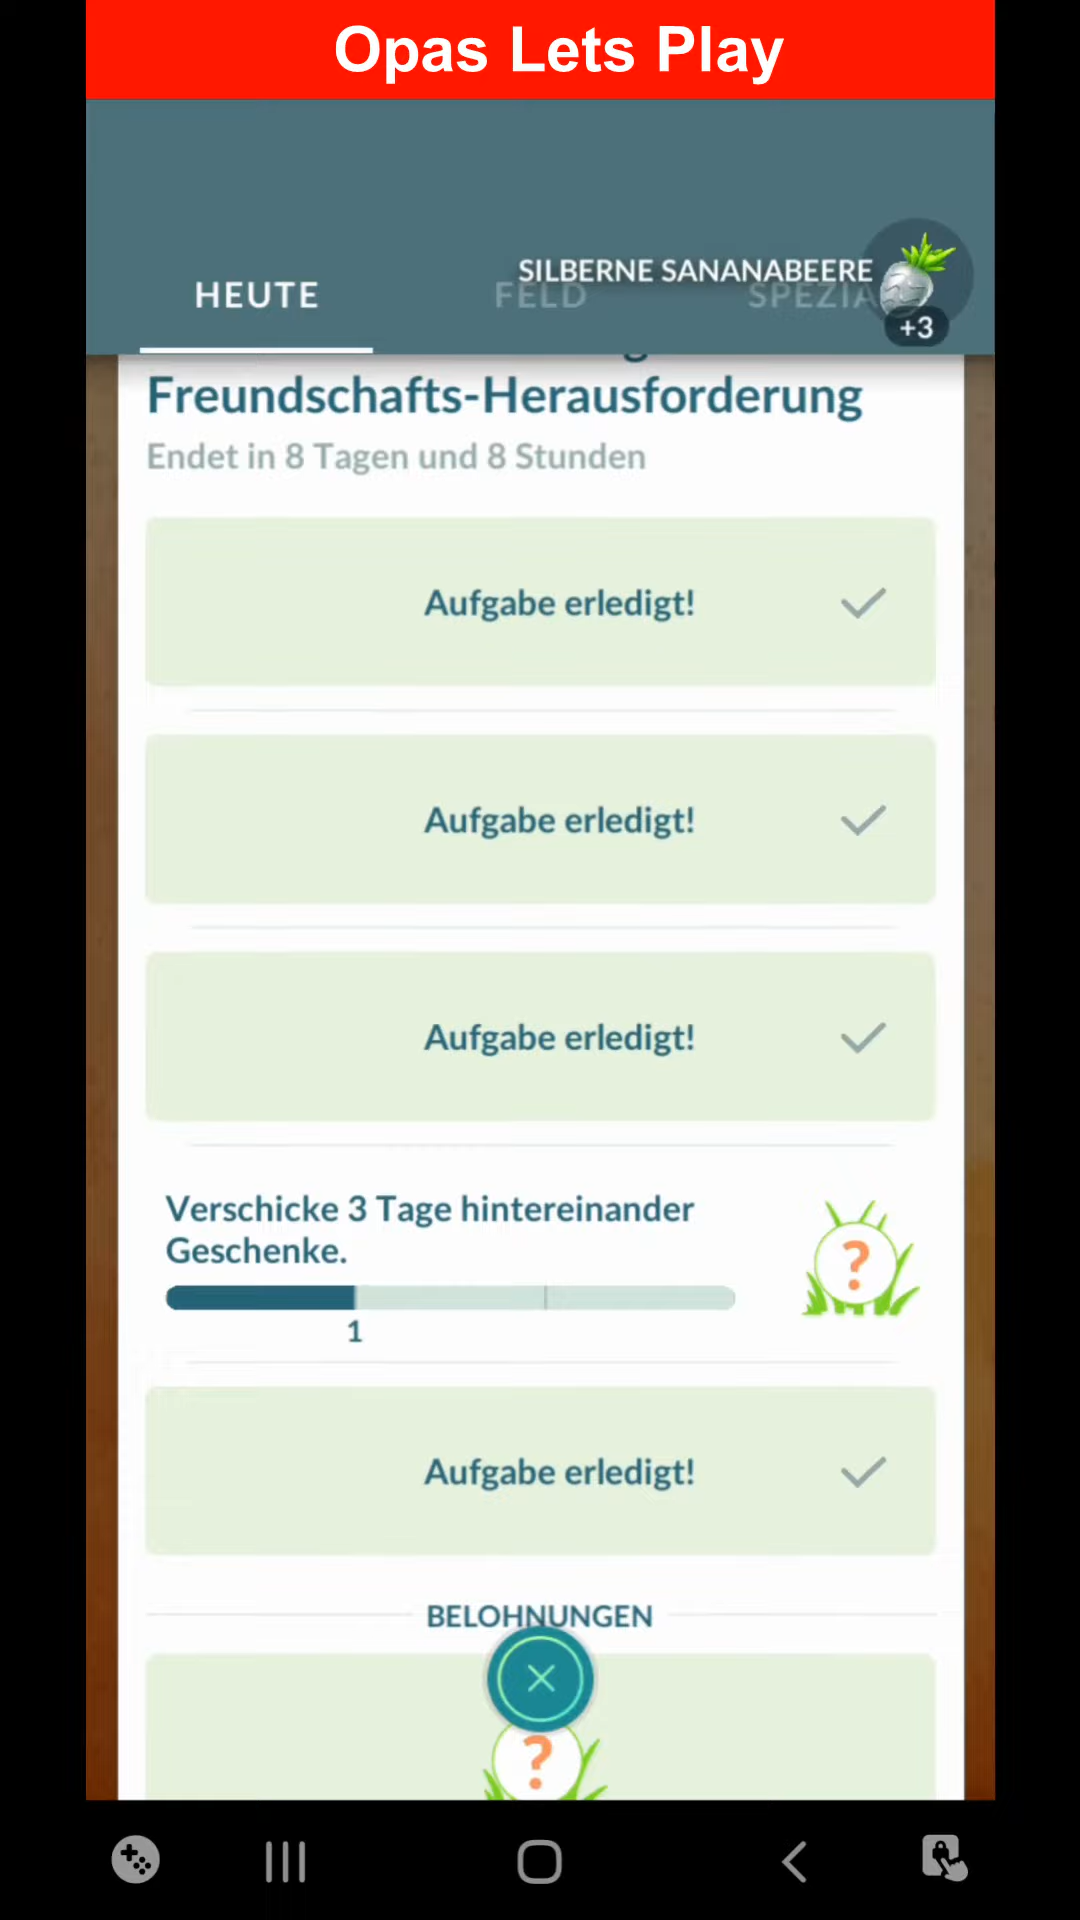 Opas Lets Play
SILBERNE SANANABEERE
+3
HEUTE
FELD
Freundschafts-Herausforderung
Endet in 8 Tagen und 8 Stunden
Aufgabe erledigt!
Aufgabe erledigt!
Aufgabe erledigt!
Verschicke 3 Tage hintereinander
Geschenke.
?
1
Aufgabe erledigt!
BELOHNUNGEN
?